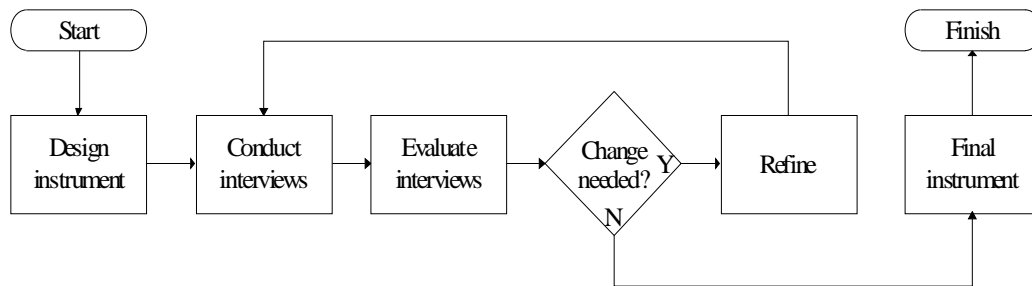 Start
Finish
Design
instrument
Conduct
interviews
Evaluate
interviews
Change
needed?
Y
N
Refine
Final
instrument